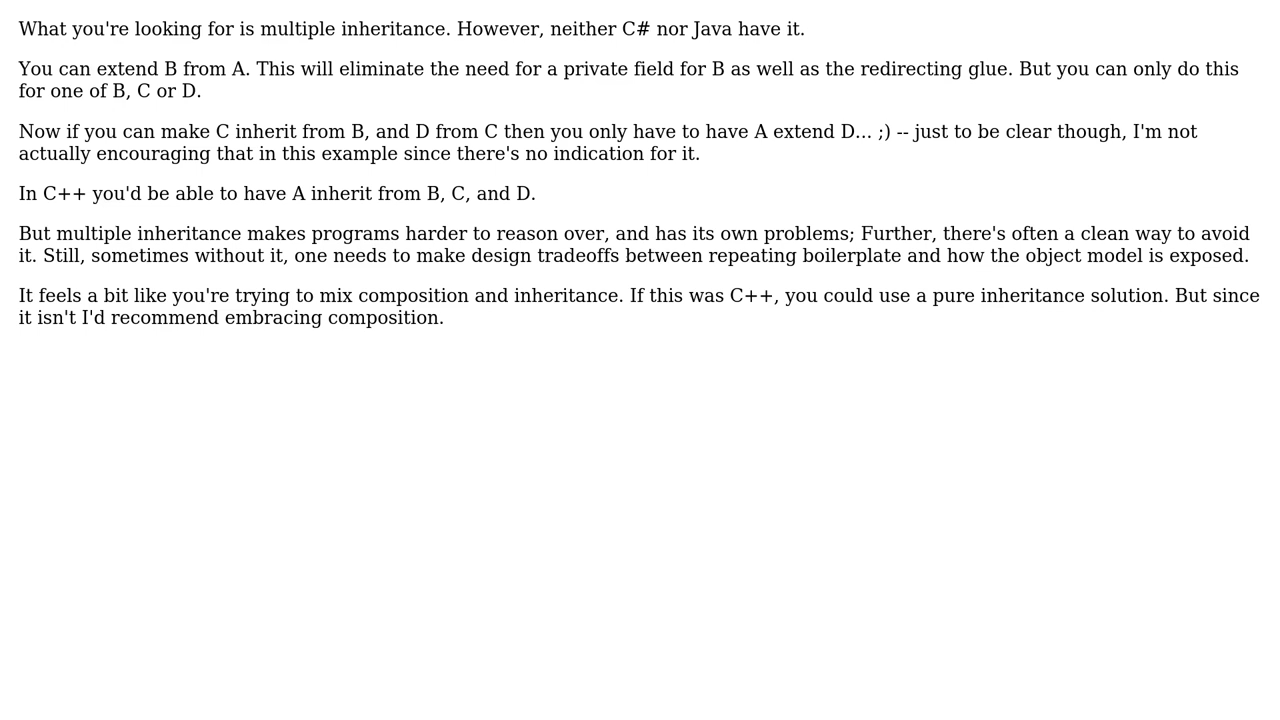 What you're looking for is multiple inheritance. However, neither C# nor Java have it.
You can extend B from A. This will eliminate the need for a private field for B as well as the redirecting glue. But you can only do this
for one of B, C or D.
Now if you can make C inherit from B, and D from C then you only have to have A extend D... ;) -- just to be clear though, I'm not
actually encouraging that in this example since there's no indication for it.
In C++ you'd be able to have A inherit from B, C, and D.
But multiple inheritance makes programs harder to reason over, and has its own problems; Further, there's often a clean way to avoid
it. Still, sometimes without it, one needs to make design tradeoffs between repeating boilerplate and how the object model is exposed.
It feels a bit like you're trying to mix composition and inheritance. If this was C++, you could use a pure inheritance solution. But since
it isn't I'd recommend embracing composition.